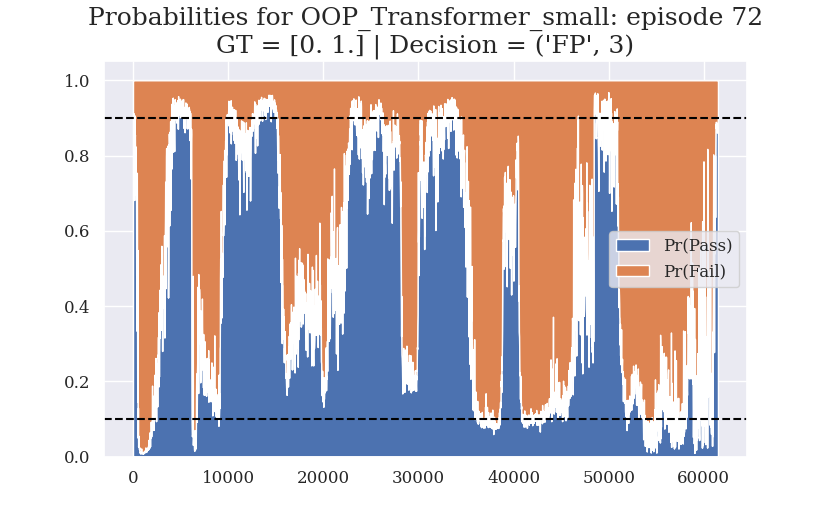 Probabilities for OOP_Transformer_small: episode 72
GT = [0. 1.] | Decision = ('FP', 3)
1.0
0.8
0.6
0.4
0.2
0.0
Pr(Pass)
Pr(Fail)
0 10000 20000 30000 40000 50000 60000